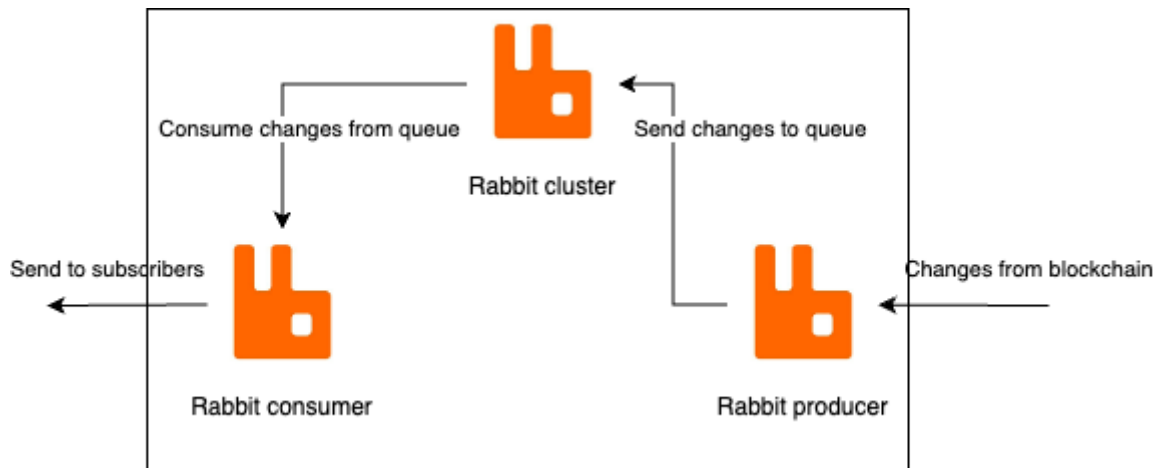 Consume changes from queue
Send changes to queue
Rabbit cluster
Send to subscribers
Changes from blockchain
Rabbit consumer
Rabbit producer